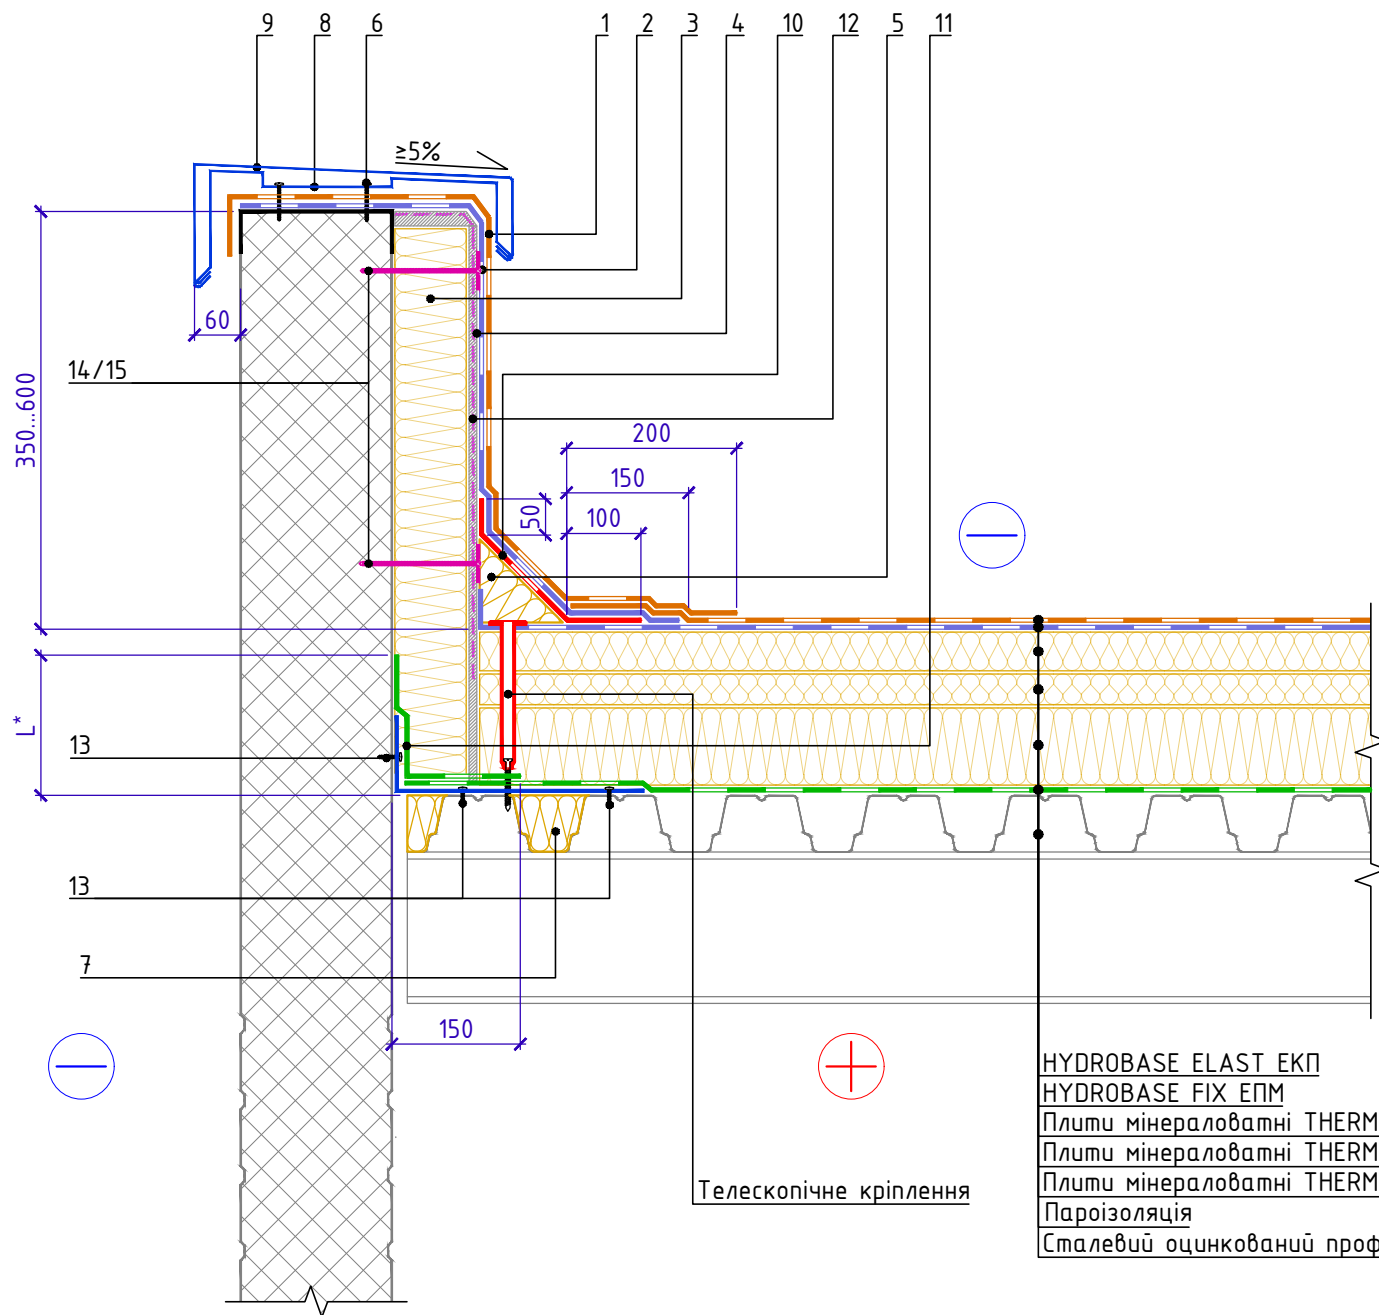 9 8 6 1 2 3 4 10 12 5 11
≥5%
60
14/15
350...600
200
150
50
100
L*
13
13
7
150
HYDROBASE ELAST ЕКП
HYDROBASE FIX ЕПМ
Плити мінераловатні THERM
Плити мінераловатні THERM
Плити мінераловатні THERM
Телескопічне кріплення
Пароізоляція
Сталевий оцинкований проф